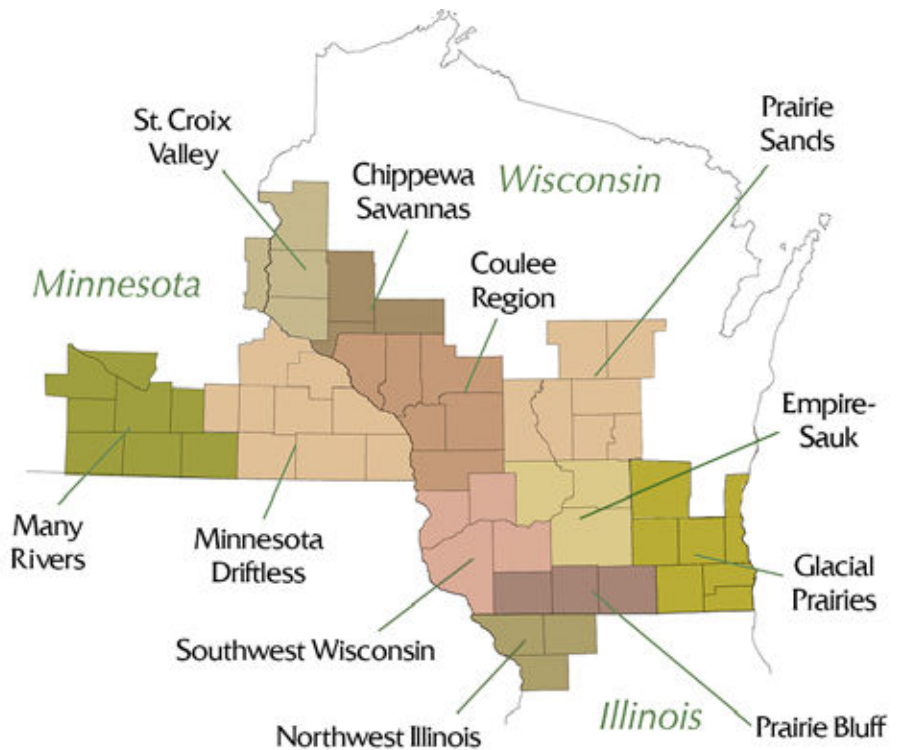 St. Croix
Valley
Chippewa
Savannas
Wisconsin
Prairie
Sands
Minnesota
Coulee
Region
Empire-
Sauk
Many
Rivers
Minnesota
Driftless
Glacial
Prairies
Southwest Wisconsin
Northwest Illinois
Illinois
Prairie Bluff